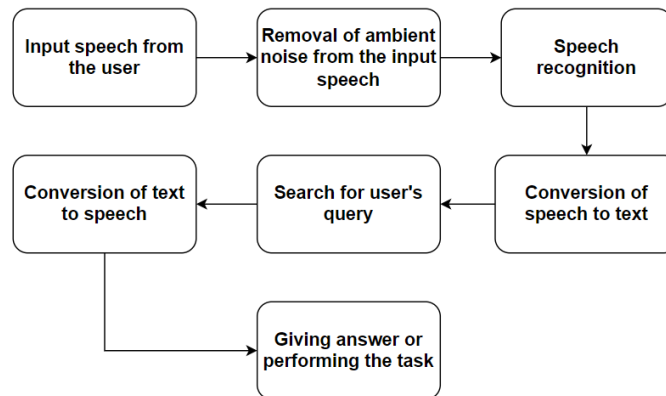 Input speech from
the user
Removal of ambient
noise from the input
speech
Speech
recognition
Conversion of
speech to text
Search for user's
query
Conversion of text
to speech
Giving answer or
performing the task